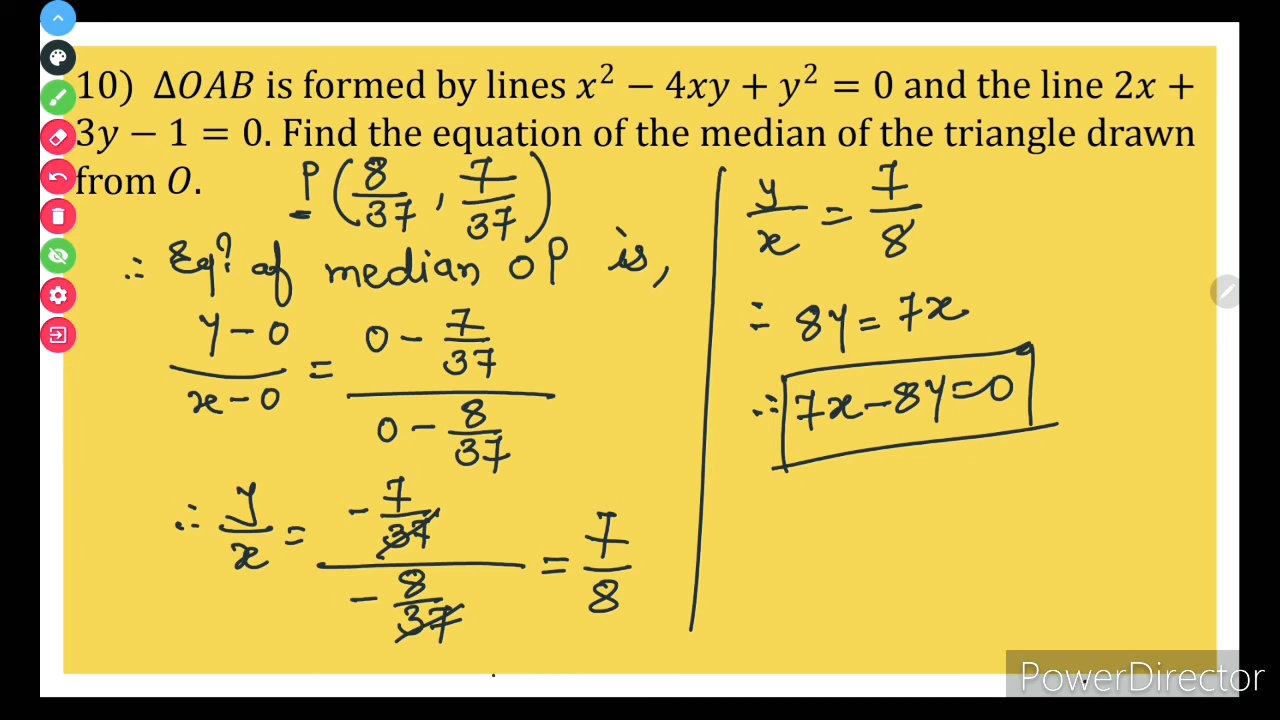 10) ΔOAB is formed by lines x² − 4xy + y² = 0 and the line 2x +
3y − 1 = 0. Find the equation of the median of the triangle drawn
from O.
P (8/37 , 7/37)
∴ Eqⁿ of median OP is,
y − 0 / x − 0 = 0 − 7/37 / 0 − 8/37
∴ y/x = − 7/37 / − 8/37 = 7/8
y/x = 7/8
∴ 8y = 7x
∴ 7x − 8y = 0
PowerDirector